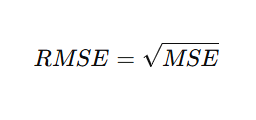 RMSE = √MSE